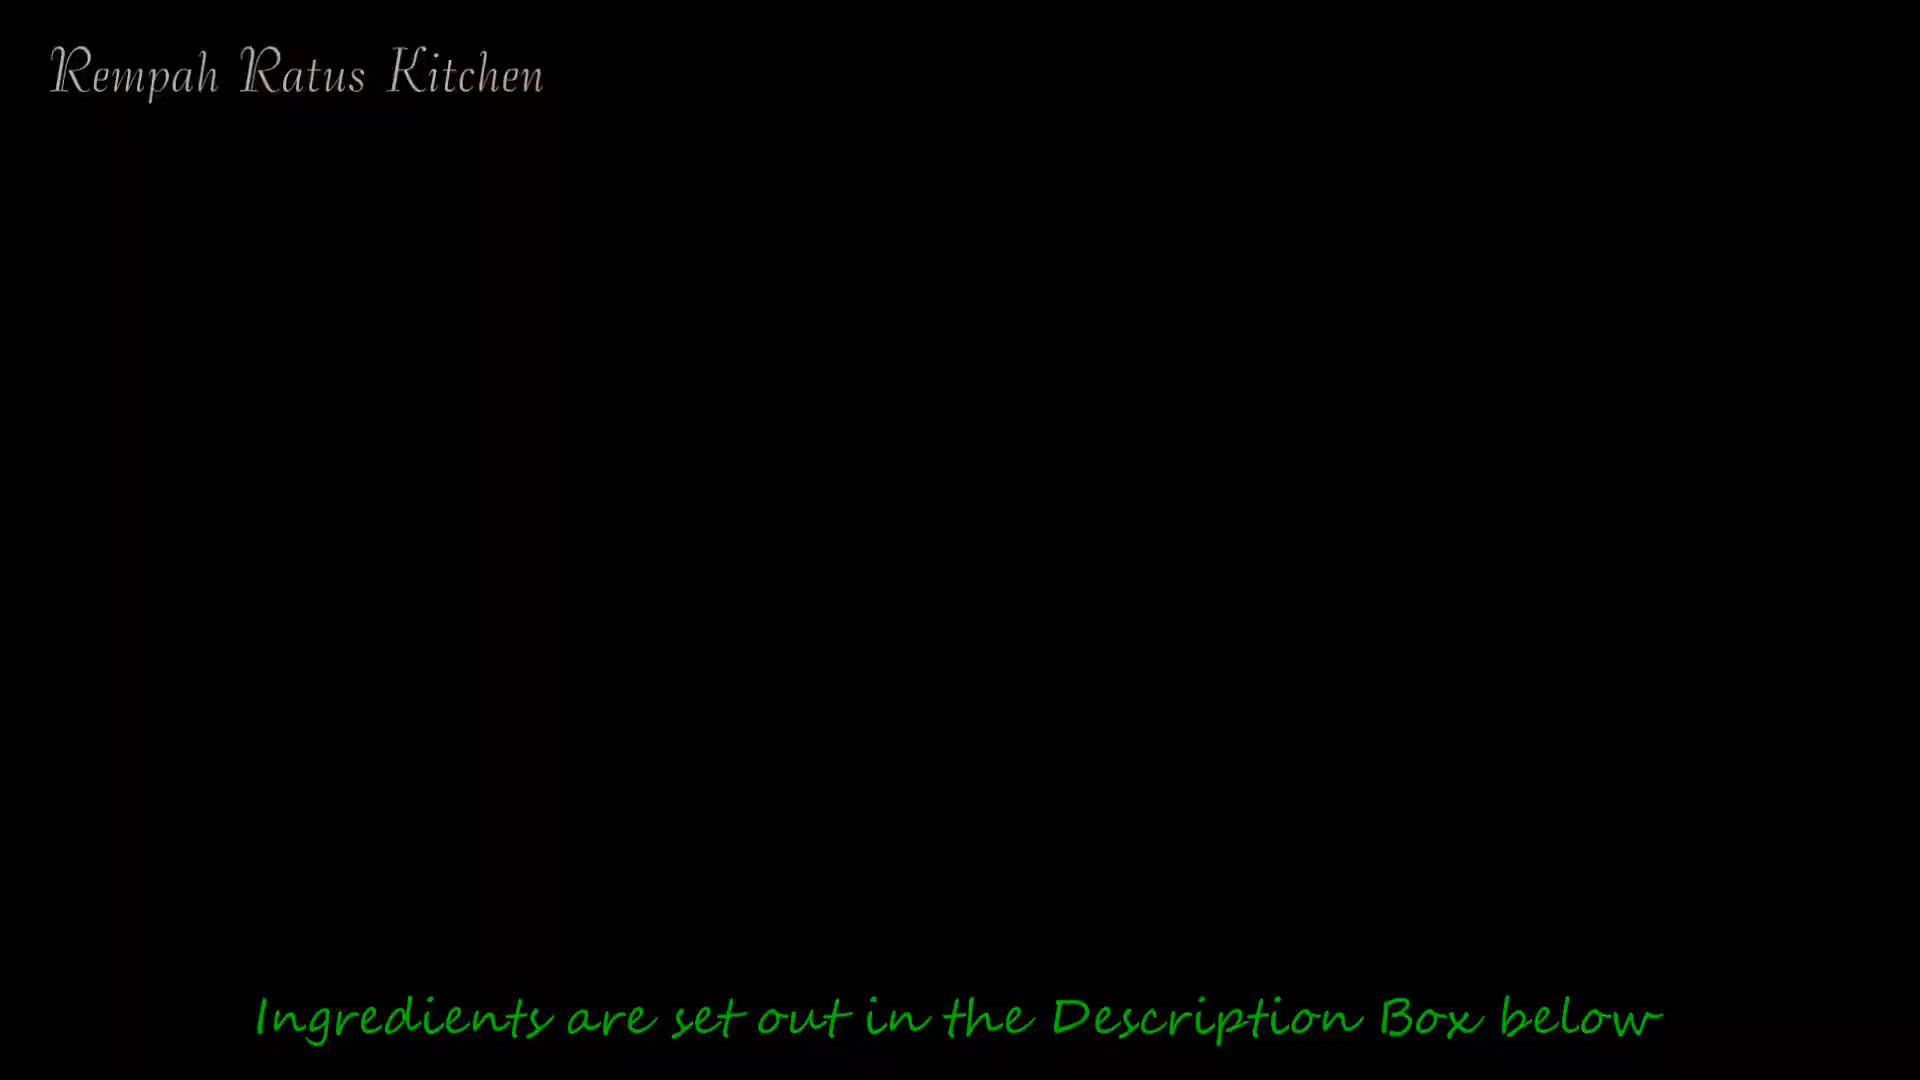 Rempah Ratus Kitchen
Ingredients are set out in the Description Box below